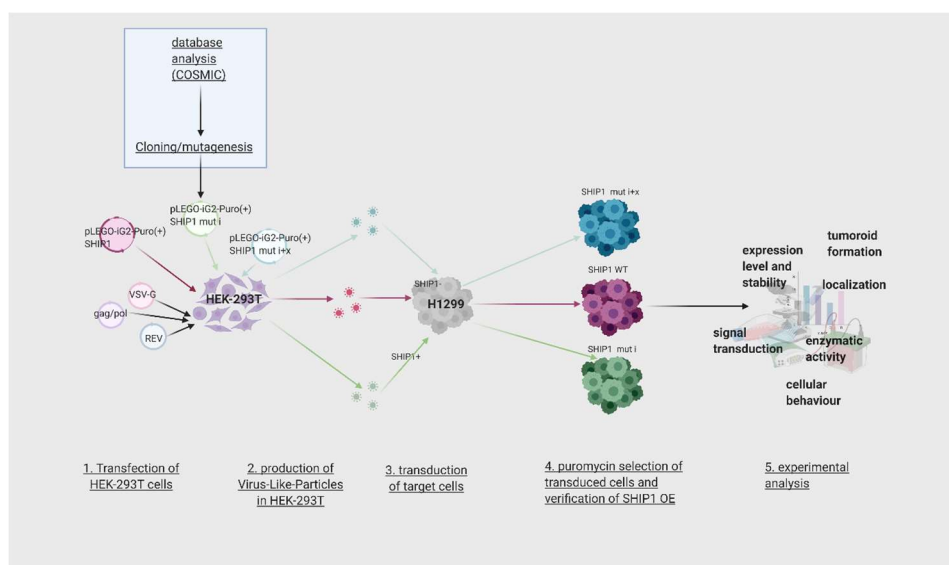 database
analysis
(COSMIC)
Cloning/mutagenesis
pLEGO-iG2-Puro(+)
SHIP1 mut i
pLEGO-iG2-Puro(+)
SHIP1
pLEGO-iG2-Puro(+)
SHIP1 mut i+x
VSV-G
gag/pol
REV
HEK-293T
SHIP1-
H1299
SHIP1+
SHIP1 mut i+x
SHIP1 WT
SHIP1 mut i
tumoroid
formation
expression
level and
stability
localization
signal
transduction
enzymatic
activity
cellular
behaviour
1. Transfection of
HEK-293T cells
2. production of
Virus-Like-Particles
in HEK-293T
3. transduction
of target cells
4. puromycin selection of
transduced cells and
verification of SHIP1 OE
5. experimental
analysis